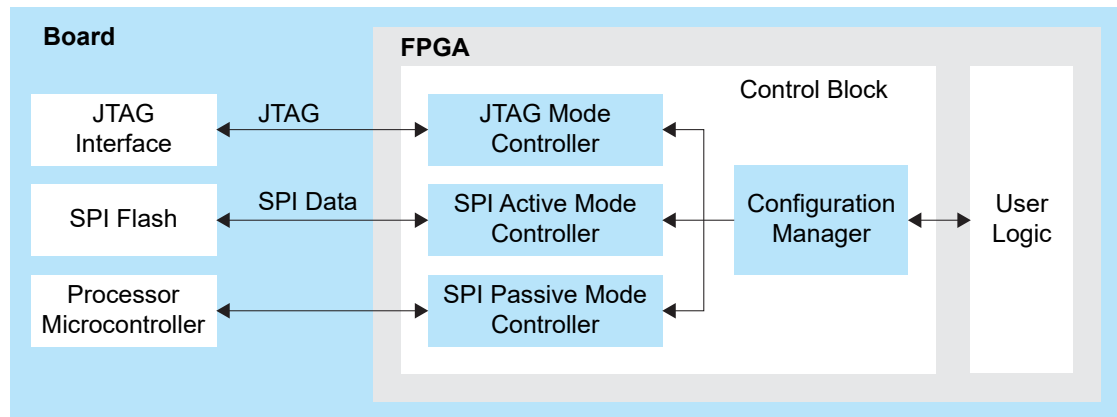 Board
FPGA
Control Block
JTAG
Interface
JTAG
JTAG Mode
Controller
SPI Flash
SPI Data
SPI Active Mode
Controller
Configuration
Manager
User
Logic
Processor
Microcontroller
SPI Passive Mode
Controller